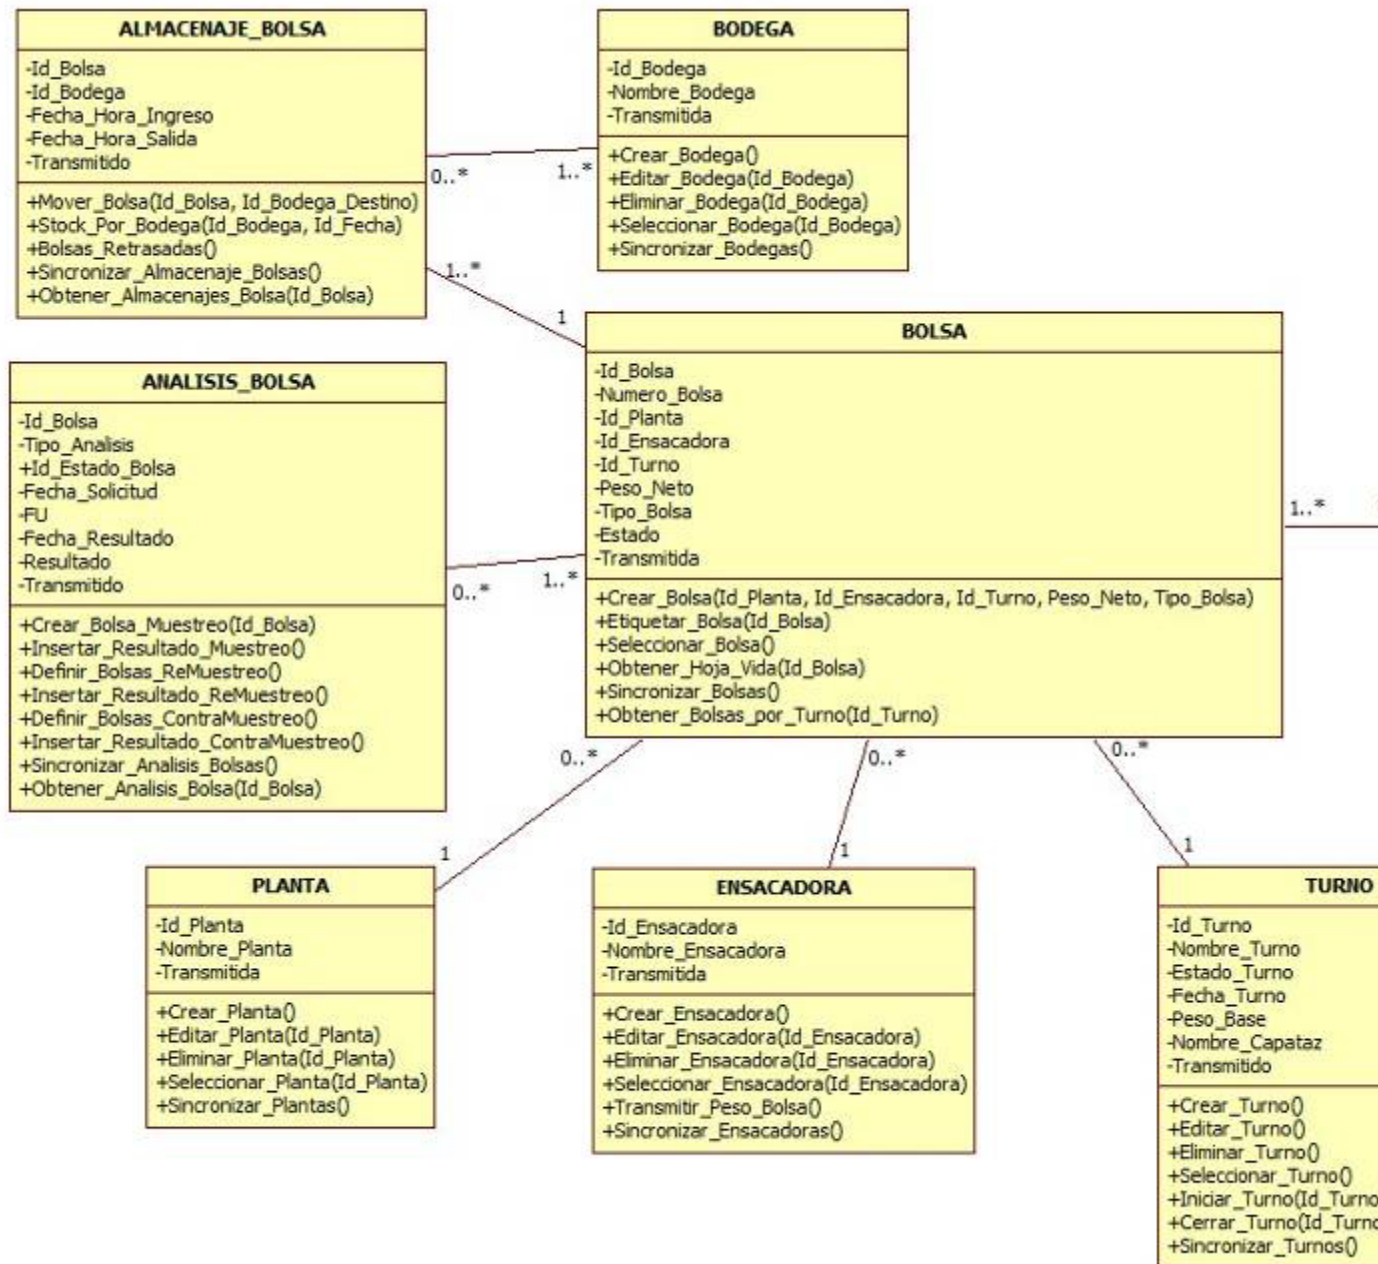 ALMACENAJE_BOLSA
-Id_Bolsa
-Id_Bodega
-Fecha_Hora_Ingreso
-Fecha_Hora_Salida
-Transmitido
+Mover_Bolsa(Id_Bolsa, Id_Bodega_Destino)
+Stock_Por_Bodega(Id_Bodega, Id_Fecha)
+Bolsas_Retrasadas()
+Sincronizar_Almacenaje_Bolsas()
+Obtener_Almacenajes_Bolsa(Id_Bolsa)
0..*
1..*
BODEGA
-Id_Bodega
-Nombre_Bodega
-Transmitida
+Crear_Bodega()
+Editar_Bodega(Id_Bodega)
+Eliminar_Bodega(Id_Bodega)
+Seleccionar_Bodega(Id_Bodega)
+Sincronizar_Bodegas()
1..*
1
ANALISIS_BOLSA
-Id_Bolsa
-Tipo_Analisis
+Id_Estado_Bolsa
-Fecha_Solicitud
-FU
-Fecha_Resultado
-Resultado
-Transmitido
+Crear_Bolsa_Muestreo(Id_Bolsa)
+Insertar_Resultado_Muestreo()
+Definir_Bolsas_ReMuestreo()
+Insertar_Resultado_ReMuestreo()
+Definir_Bolsas_ContraMuestreo()
+Insertar_Resultado_ContraMuestreo()
+Sincronizar_Analisis_Bolsas()
+Obtener_Analisis_Bolsa(Id_Bolsa)
0..*
1..*
BOLSA
-Id_Bolsa
-Numero_Bolsa
-Id_Planta
-Id_Ensacadora
-Id_Turno
-Peso_Neto
-Tipo_Bolsa
-Estado
-Transmitida
+Crear_Bolsa(Id_Planta, Id_Ensacadora, Id_Turno, Peso_Neto, Tipo_Bolsa)
+Etiquetar_Bolsa(Id_Bolsa)
+Seleccionar_Bolsa()
+Obtener_Hoja_Vida(Id_Bolsa)
+Sincronizar_Bolsas()
+Obtener_Bolsas_por_Turno(Id_Turno)
1..*
0..*
0..*
0..*
1
1
1
PLANTA
-Id_Planta
-Nombre_Planta
-Transmitida
+Crear_Planta()
+Editar_Planta(Id_Planta)
+Eliminar_Planta(Id_Planta)
+Seleccionar_Planta(Id_Planta)
+Sincronizar_Plantas()
ENSACADORA
-Id_Ensacadora
-Nombre_Ensacadora
-Transmitida
+Crear_Ensacadora()
+Editar_Ensacadora(Id_Ensacadora)
+Eliminar_Ensacadora(Id_Ensacadora)
+Seleccionar_Ensacadora(Id_Ensacadora)
+Transmitir_Peso_Bolsa()
+Sincronizar_Ensacadoras()
TURNO
-Id_Turno
-Nombre_Turno
-Estado_Turno
-Fecha_Turno
-Peso_Base
-Nombre_Capataz
-Transmitido
+Crear_Turno()
+Editar_Turno()
+Eliminar_Turno()
+Seleccionar_Turno()
+Iniciar_Turno(Id_Turno
+Cerrar_Turno(Id_Turno
+Sincronizar_Turnos()